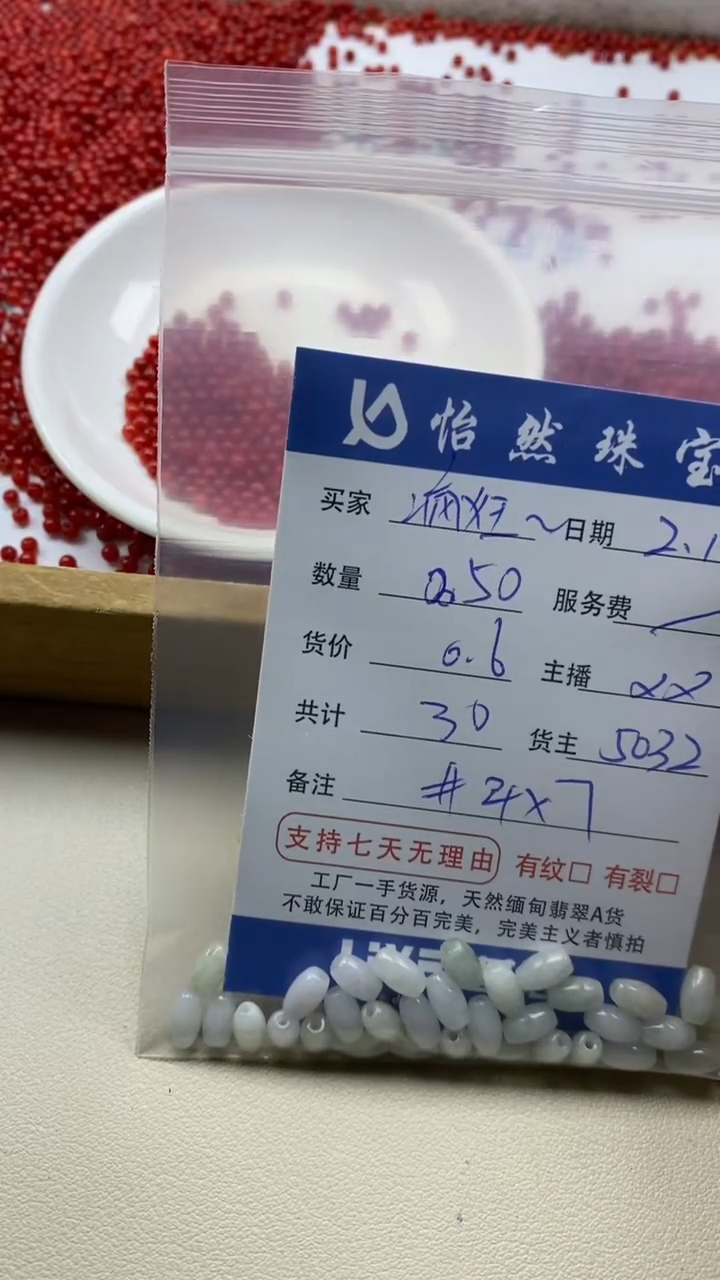 怡然珠宝
买家 疯狂~ 日期 2.1
数量 50 服务费
货价 0.6 主播
共计 30 货主 5032
备注 #4x7
支持七天无理由 有纹□ 有裂□
工厂一手货源，天然缅甸翡翠A货
不敢保证百分百完美，完美主义者慎拍